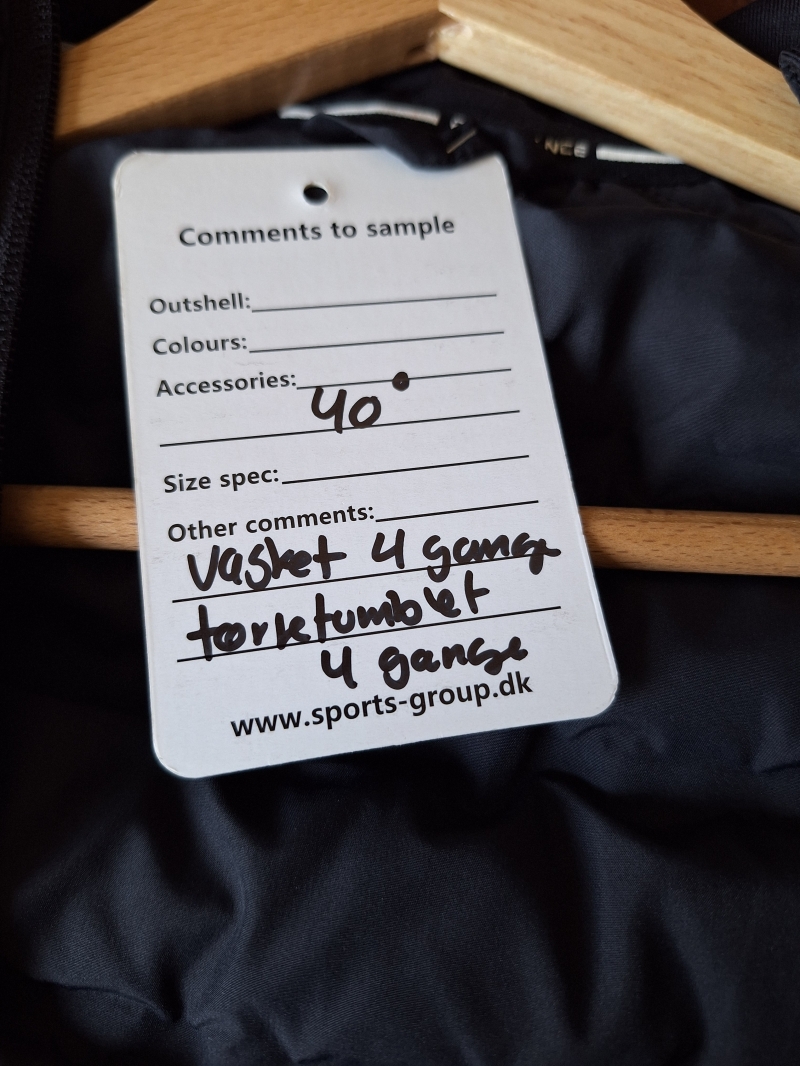 NCE
Comments to sample
Outshell:
Colours:
Accessories:
40°
Size spec:
Other comments:
vasket 4 gange
tørretumblet
4 gange
www.sports-group.dk